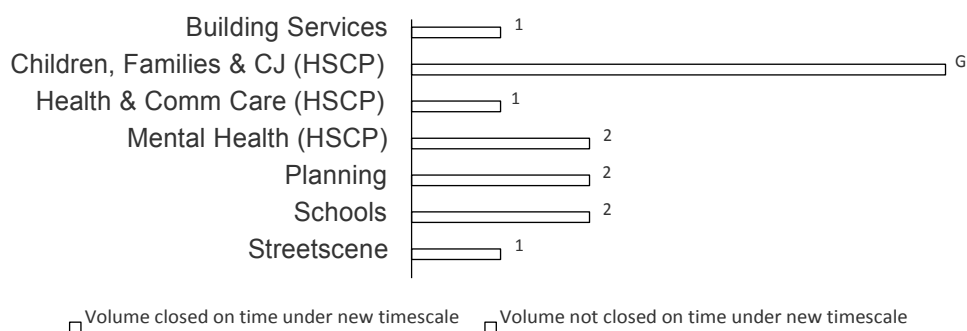 Building Services 1
Children, Families & CJ (HSCP) G
Health & Comm Care (HSCP) 1
Mental Health (HSCP) 2
Planning 2
Schools 2
Streetscene 1
Volume closed on time under new timescale Volume not closed on time under new timescale